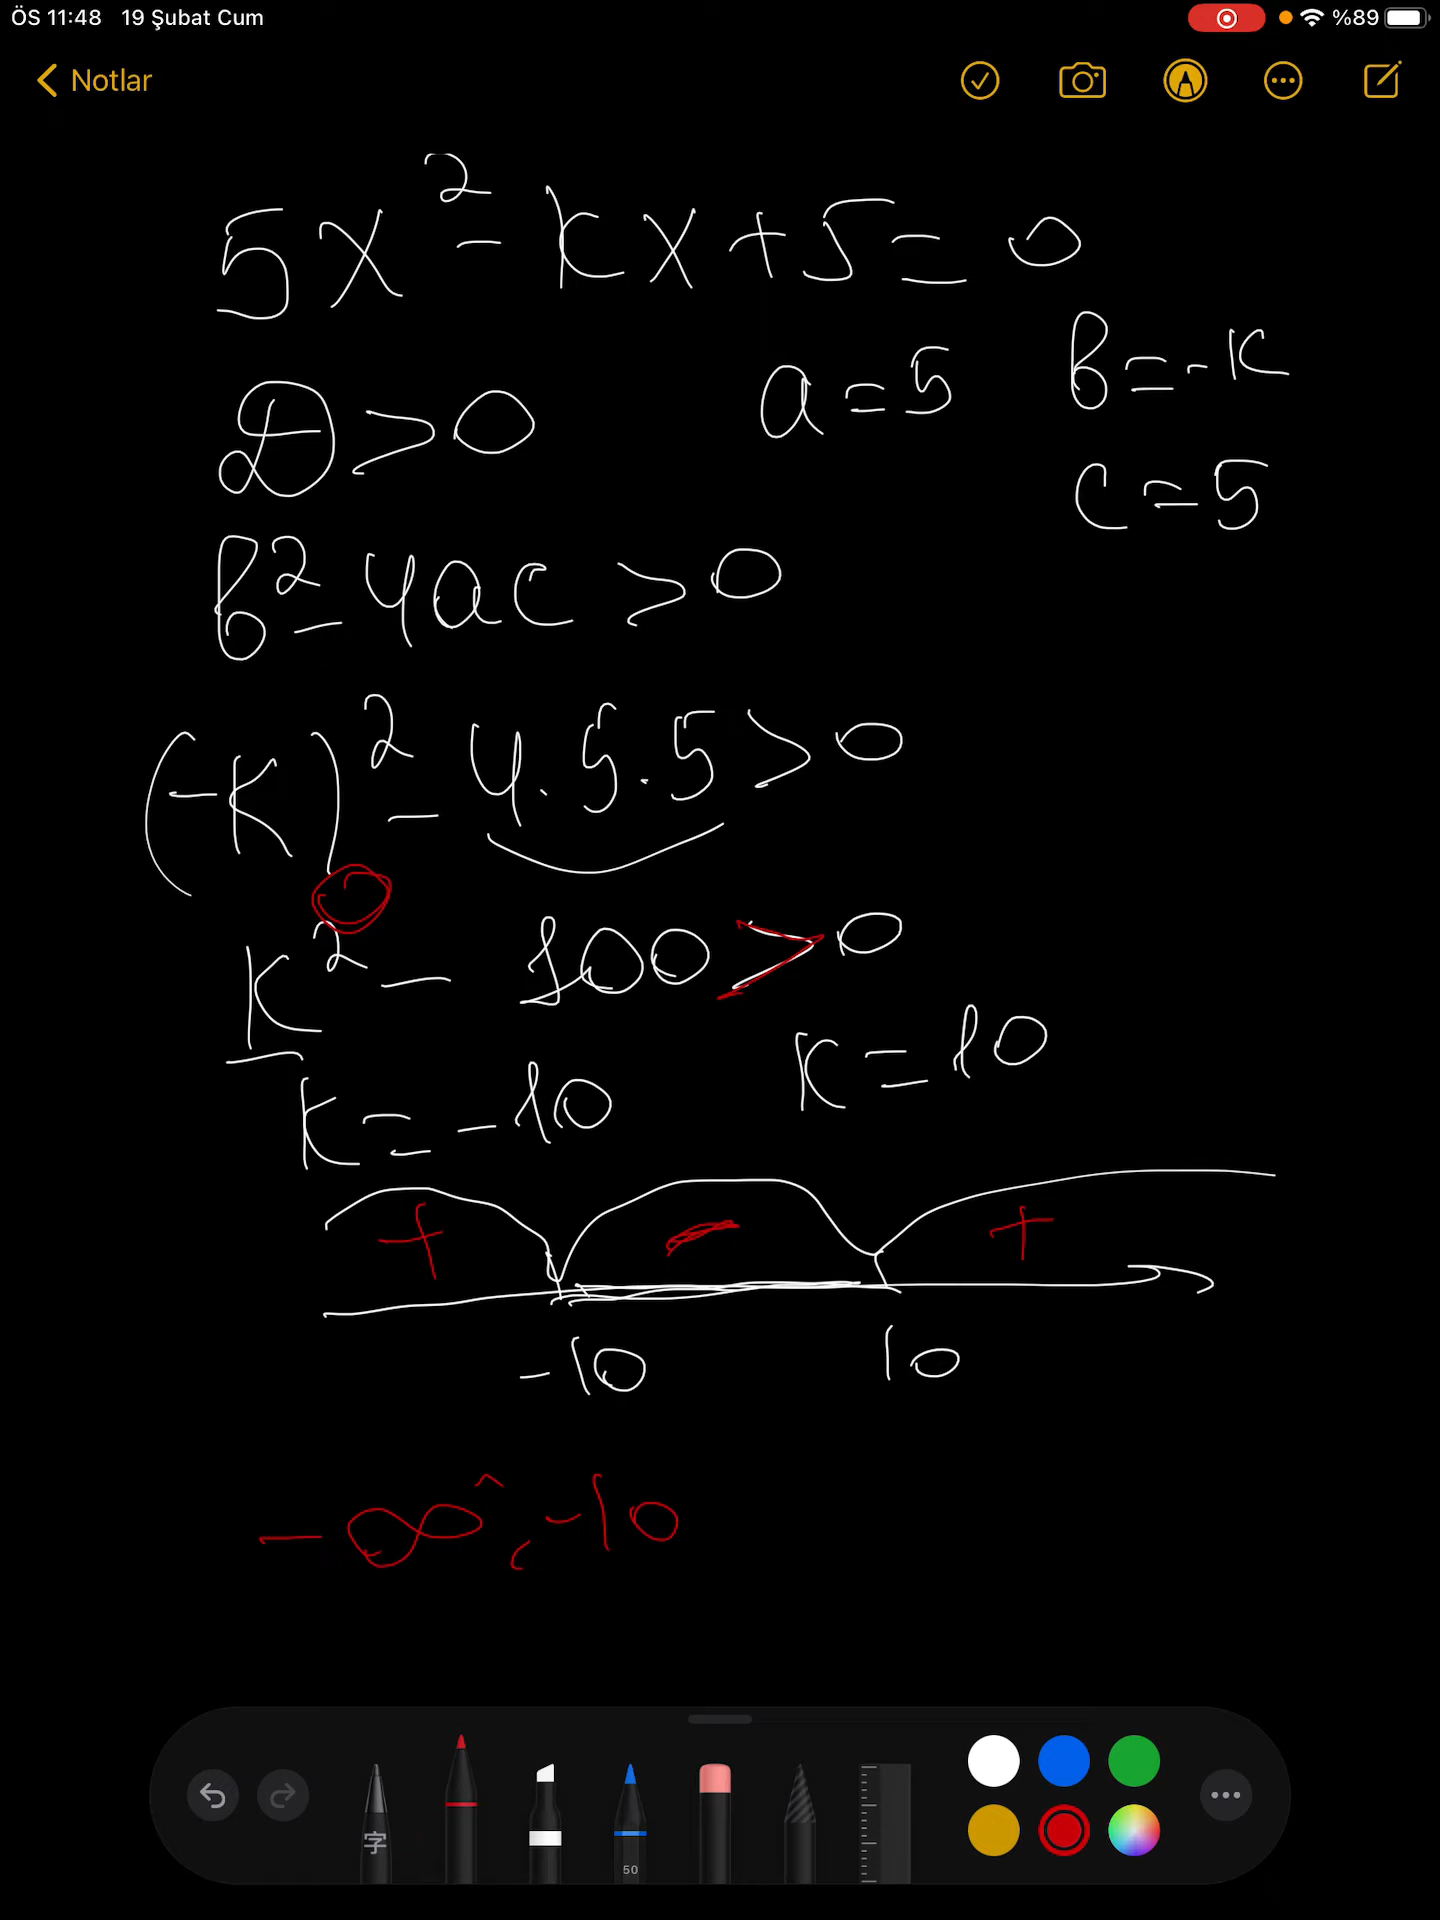 ÖS 11:48 19 Şubat Cum %89
Notlar
5x² - kx + 5 = 0
D > 0 a = 5 b = -k
c = 5
b² - 4ac > 0
(-k)² - 4.5.5 > 0
k² - 100 > 0
k = -10 k = 10
+ - +
-10 10
-∞; -10
字
50